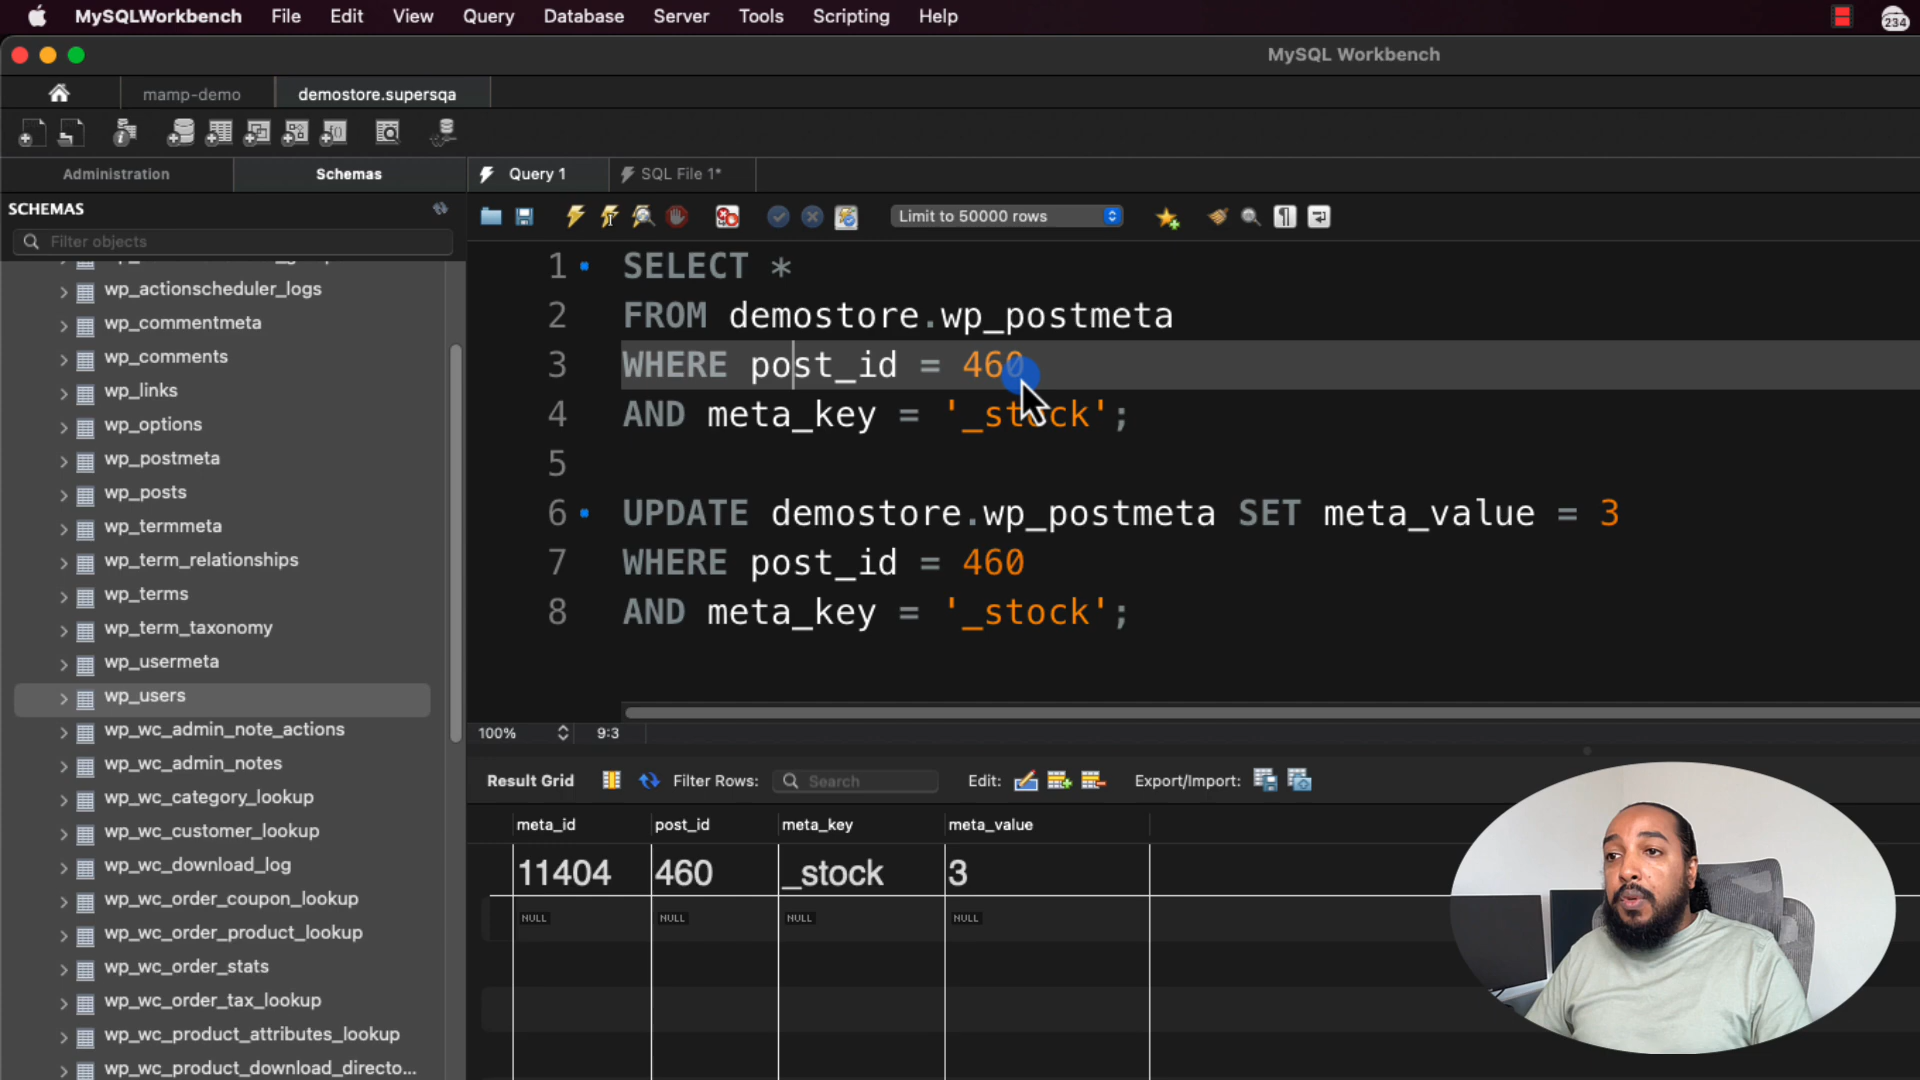 MySQLWorkbench File Edit View Query Database Server Tools Scripting Help 234
MySQL Workbench
mamp-demo demostore.supersqa
Administration Schemas Query 1 SQL File 1*
SCHEMAS
Limit to 50000 rows
Filter objects
wp_actionscheduler_logs
wp_commentmeta
wp_comments
wp_links
wp_options
wp_postmeta
wp_posts
wp_termmeta
wp_term_relationships
wp_terms
wp_term_taxonomy
wp_usermeta
wp_users
wp_wc_admin_note_actions
wp_wc_admin_notes
wp_wc_category_lookup
wp_wc_customer_lookup
wp_wc_download_log
wp_wc_order_coupon_lookup
wp_wc_order_product_lookup
wp_wc_order_stats
wp_wc_order_tax_lookup
wp_wc_product_attributes_lookup
wp_wc_product_download_directo...
1 SELECT *
2 FROM demostore.wp_postmeta
3 WHERE post_id = 460
4 AND meta_key = '_stock';
5
6 UPDATE demostore.wp_postmeta SET meta_value = 3
7 WHERE post_id = 460
8 AND meta_key = '_stock';
100% 9:3
Result Grid Filter Rows: Search Edit: Export/Import:
meta_id post_id meta_key meta_value
11404 460 _stock 3
NULL NULL NULL NULL